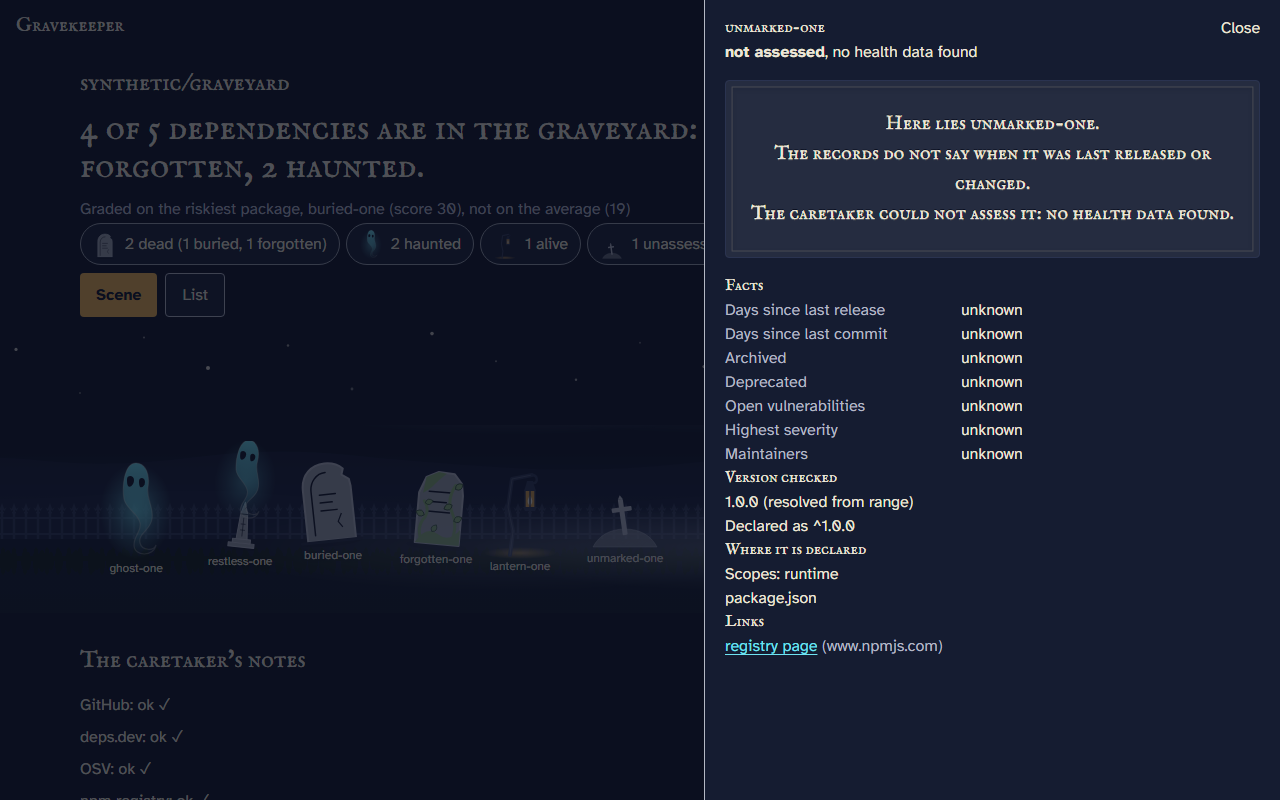 Gravekeeper
synthetic/graveyard
4 of 5 dependencies are in the graveyard:
forgotten, 2 haunted.
Graded on the riskiest package, buried-one (score 30), not on the average (19)
2 dead (1 buried, 1 forgotten)
2 haunted
1 alive
1 unassess
Scene
List
ghost-one
restless-one
buried-one
forgotten-one
lantern-one
unmarked-one
The caretaker's notes
GitHub: ok ✓
deps.dev: ok ✓
OSV: ok ✓
npm registry: ok ✓
unmarked-one
Close
not assessed, no health data found
Here lies unmarked-one.
The records do not say when it was last released or
changed.
The caretaker could not assess it: no health data found.
Facts
Days since last release unknown
Days since last commit unknown
Archived unknown
Deprecated unknown
Open vulnerabilities unknown
Highest severity unknown
Maintainers unknown
Version checked
1.0.0 (resolved from range)
Declared as ^1.0.0
Where it is declared
Scopes: runtime
package.json
Links
registry page (www.npmjs.com)